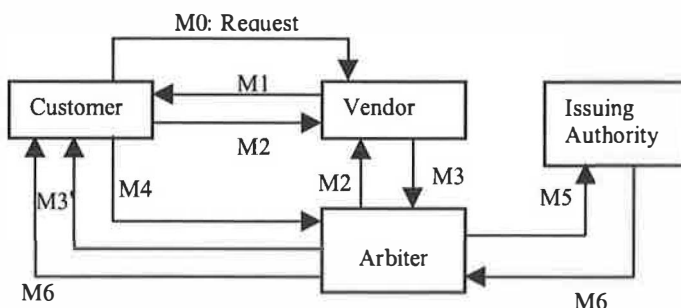 M0: Request
Customer
M1
Vendor
Issuing
Authority
M2
M3'
M4
M2
M3
M5
Arbiter
M6
M6